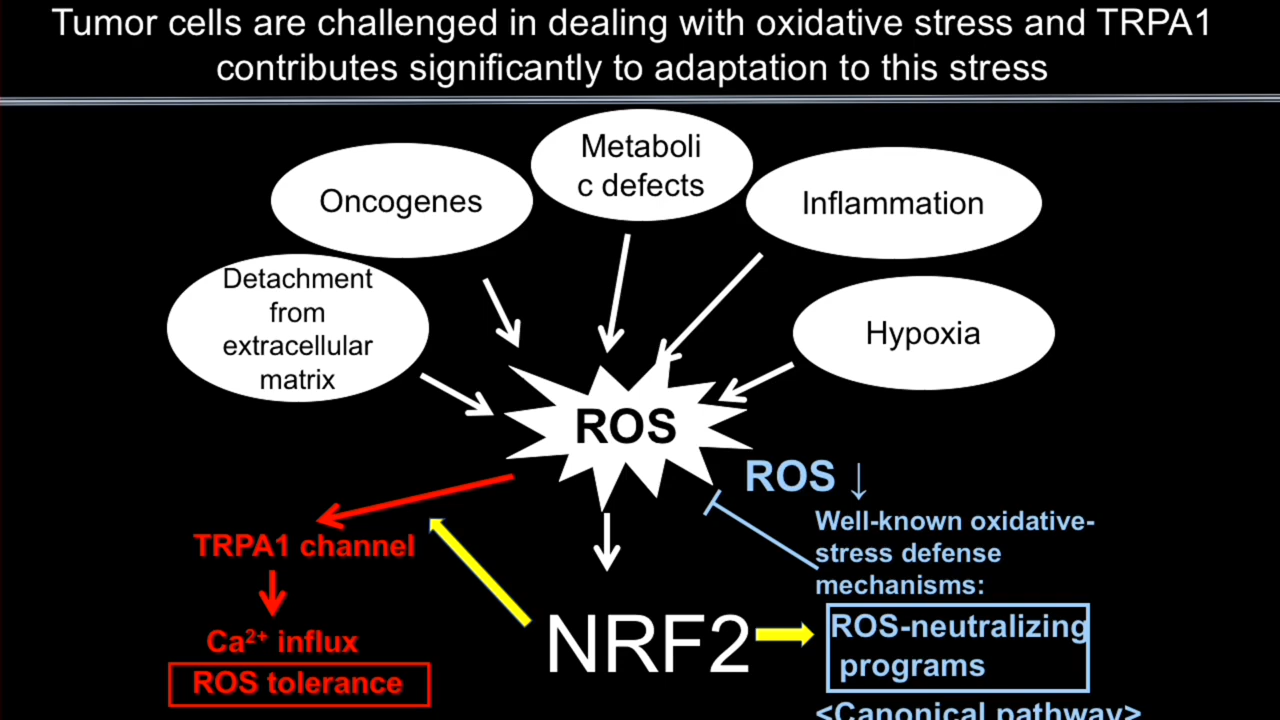 Tumor cells are challenged in dealing with oxidative stress and TRPA1
contributes significantly to adaptation to this stress
Metaboli
c defects
Oncogenes
Inflammation
Detachment
from
extracellular
matrix
Hypoxia
ROS
ROS ↓
Well-known oxidative-
stress defense
mechanisms:
TRPA1 channel
Ca²⁺ influx
ROS tolerance
NRF2
ROS-neutralizing
programs
<Canonical pathway>